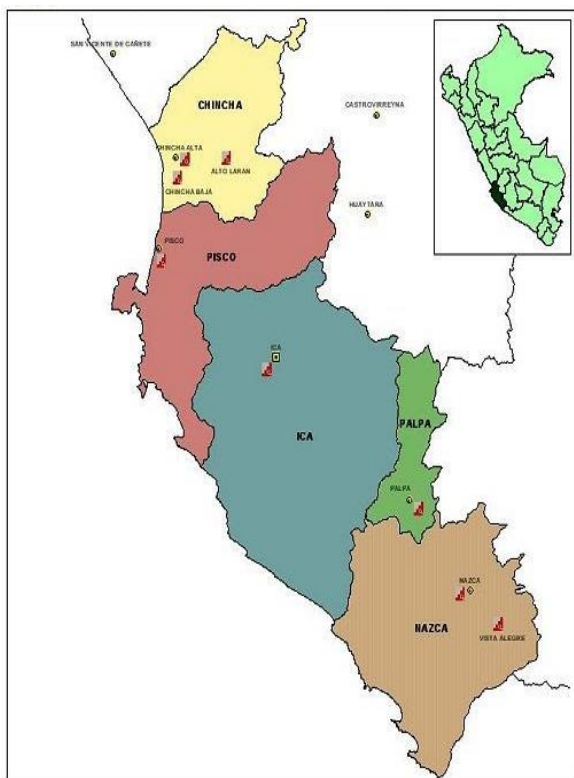 SAN VICENTE DE CAÑETE
CHINCHA
CASTROVIRREYNA
CHINCHA ALTA
ALTO LARAN
CHINCHA BAJA
HUAYTARA
PISCO
PISCO
ICA
ICA
PALPA
PALPA
NAZCA
NAZCA
VISTA ALEGRE